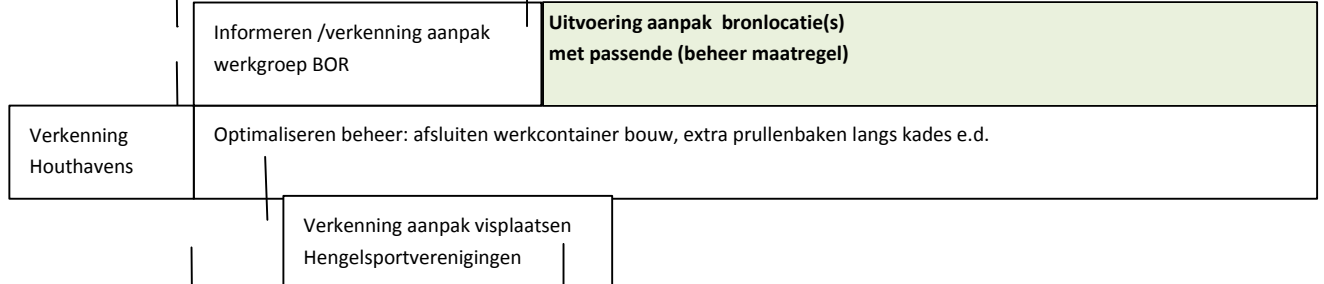 Informeren /verkenning aanpak
werkgroep BOR
Uitvoering aanpak bronlocatie(s)
met passende (beheer maatregel)
Verkenning
Houthavens
Optimaliseren beheer: afsluiten werkcontainer bouw, extra prullenbaken langs kades e.d.
Verkenning aanpak visplaatsen
Hengelsportverenigingen